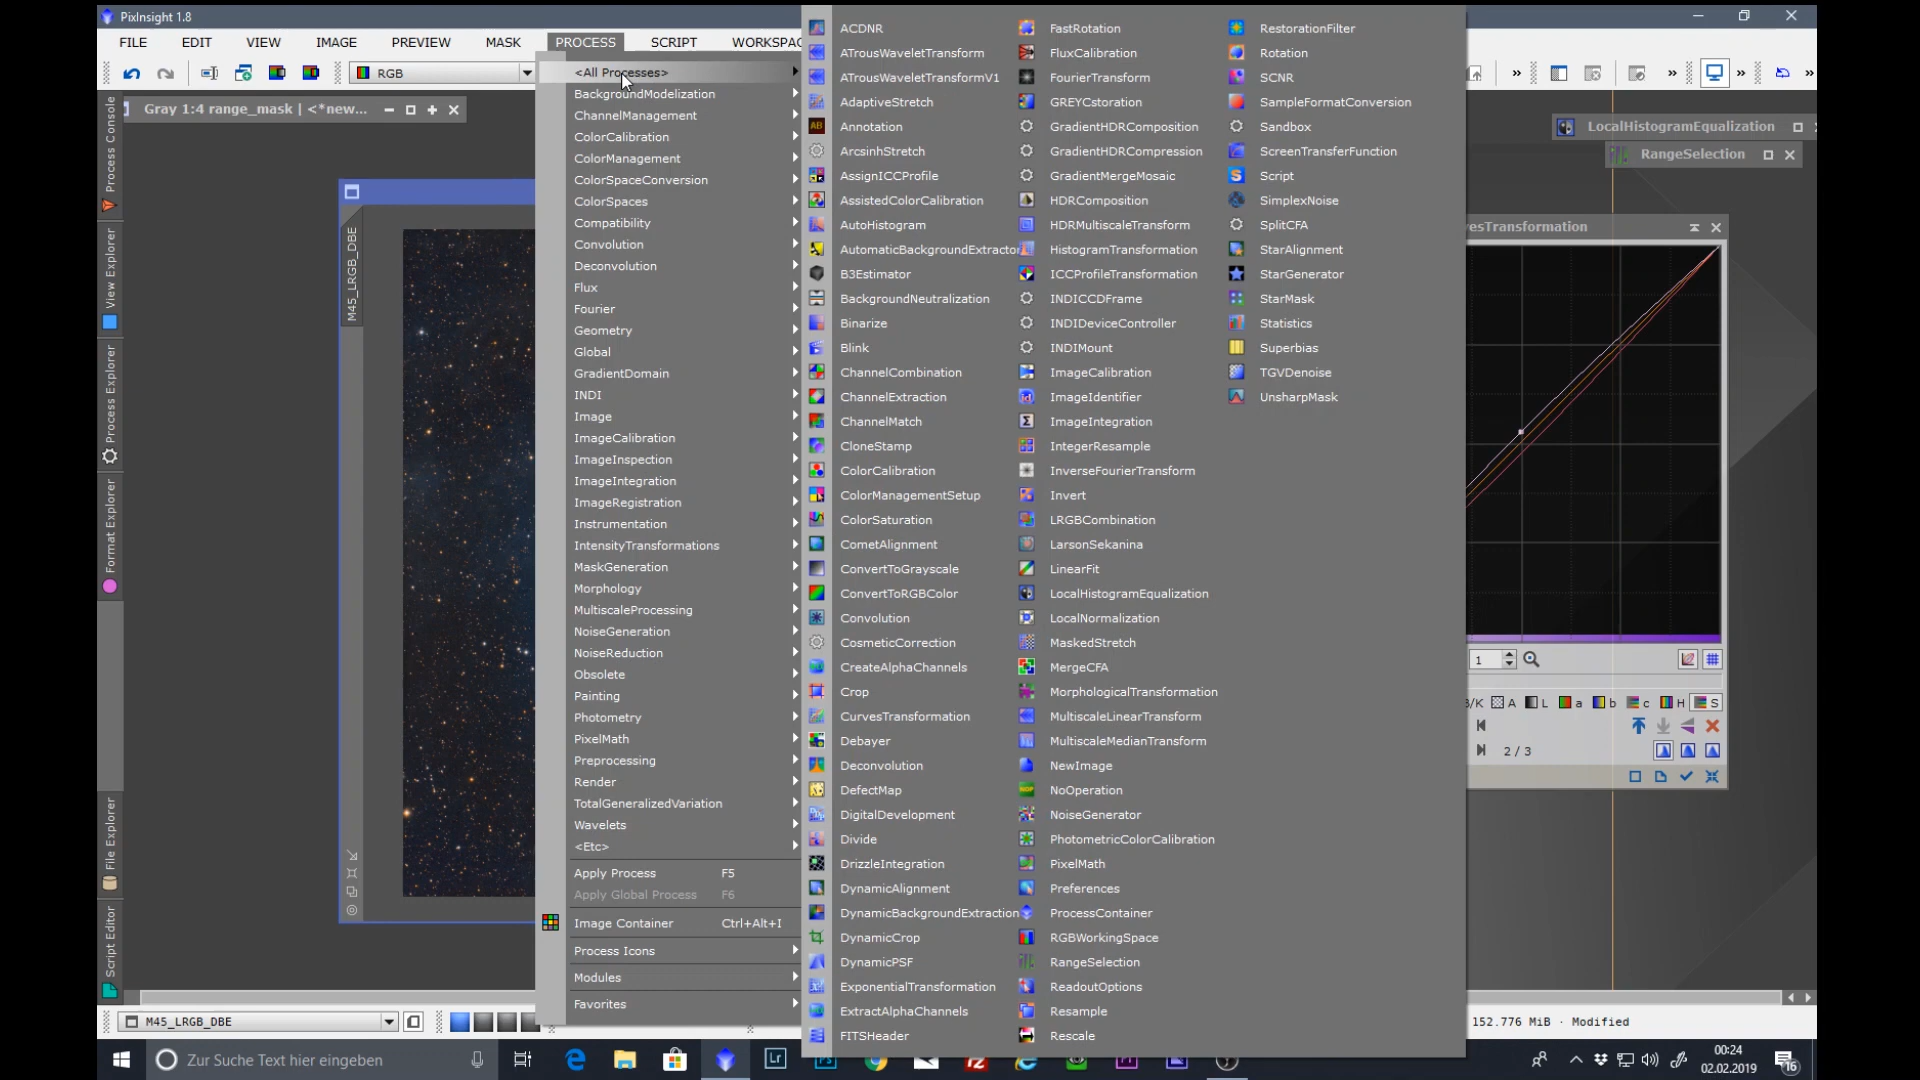 PixInsight 1.8
FILE EDIT VIEW IMAGE PREVIEW MASK PROCESS SCRIPT WORKSPAC
RGB
Gray 1:4 range_mask | <*new...
Process Console
View Explorer
Process Explorer
Format Explorer
File Explorer
Script Editor
M45_LRGB_DBE
<All Processes>
BackgroundModelization
ChannelManagement
ColorCalibration
ColorManagement
ColorSpaceConversion
ColorSpaces
Compatibility
Convolution
Deconvolution
Flux
Fourier
Geometry
Global
GradientDomain
INDI
Image
ImageCalibration
ImageInspection
ImageIntegration
ImageRegistration
Instrumentation
IntensityTransformations
MaskGeneration
Morphology
MultiscaleProcessing
NoiseGeneration
NoiseReduction
Obsolete
Painting
Photometry
PixelMath
Preprocessing
Render
TotalGeneralizedVariation
Wavelets
<Etc>
Apply Process F5
Apply Global Process F6
Image Container Ctrl+Alt+I
Process Icons
Modules
Favorites
ACDNR
ATrousWaveletTransform
ATrousWaveletTransformV1
AdaptiveStretch
Annotation
ArcsinhStretch
AssignICCProfile
AssistedColorCalibration
AutoHistogram
AutomaticBackgroundExtractor
B3Estimator
BackgroundNeutralization
Binarize
Blink
ChannelCombination
ChannelExtraction
ChannelMatch
CloneStamp
ColorCalibration
ColorManagementSetup
ColorSaturation
CometAlignment
ConvertToGrayscale
ConvertToRGBColor
Convolution
CosmeticCorrection
CreateAlphaChannels
Crop
CurvesTransformation
Debayer
Deconvolution
DefectMap
DigitalDevelopment
Divide
DrizzleIntegration
DynamicAlignment
DynamicBackgroundExtraction
DynamicCrop
DynamicPSF
ExponentialTransformation
ExtractAlphaChannels
FITSHeader
FastRotation
FluxCalibration
FourierTransform
GREYCstoration
GradientHDRComposition
GradientHDRCompression
GradientMergeMosaic
HDRComposition
HDRMultiscaleTransform
HistogramTransformation
ICCProfileTransformation
INDICCDFrame
INDIDeviceController
INDIMount
ImageCalibration
ImageIdentifier
ImageIntegration
IntegerResample
InverseFourierTransform
Invert
LRGBCombination
LarsonSekanina
LinearFit
LocalHistogramEqualization
LocalNormalization
MaskedStretch
MergeCFA
MorphologicalTransformation
MultiscaleLinearTransform
MultiscaleMedianTransform
NewImage
NoOperation
NoiseGenerator
PhotometricColorCalibration
PixelMath
Preferences
ProcessContainer
RGBWorkingSpace
RangeSelection
ReadoutOptions
Resample
Rescale
RestorationFilter
Rotation
SCNR
SampleFormatConversion
Sandbox
ScreenTransferFunction
Script
SimplexNoise
SplitCFA
StarAlignment
StarGenerator
StarMask
Statistics
Superbias
TGVDenoise
UnsharpMask
LocalHistogramEqualization
RangeSelection
vesTransformation
1
/K A L a b c H S
2 / 3
M45_LRGB_DBE
152.776 MiB · Modified
Zur Suche Text hier eingeben
Lr
00:24
02.02.2019
16